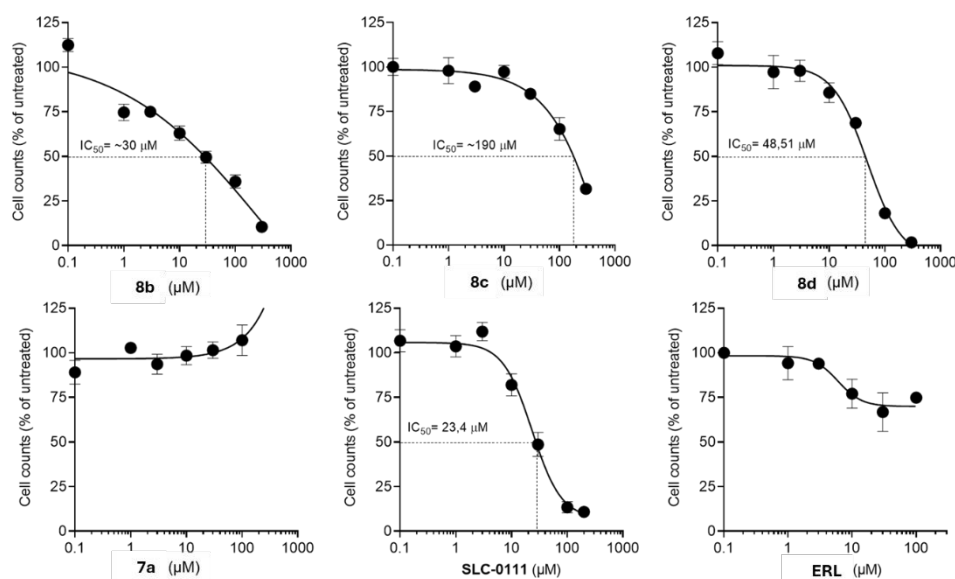 125
100
75
50
25
0
Cell counts (% of untreated)
IC50= ~30 µM
0.1 1 10 100 1000
8b (µM)
125
100
75
50
25
0
Cell counts (% of untreated)
IC50= ~190 µM
0.1 1 10 100 1000
8c (µM)
125
100
75
50
25
0
Cell counts (% of untreated)
IC50= 48,51 µM
0.1 1 10 100 1000
8d (µM)
125
100
75
50
25
0
Cell counts (% of untreated)
0.1 1 10 100 1000
7a (µM)
125
100
75
50
25
0
Cell counts (% of untreated)
IC50= 23,4 µM
0.1 1 10 100 1000
SLC-0111 (µM)
125
100
75
50
25
0
Cell counts (% of untreated)
0.1 1 10 100
ERL (µM)